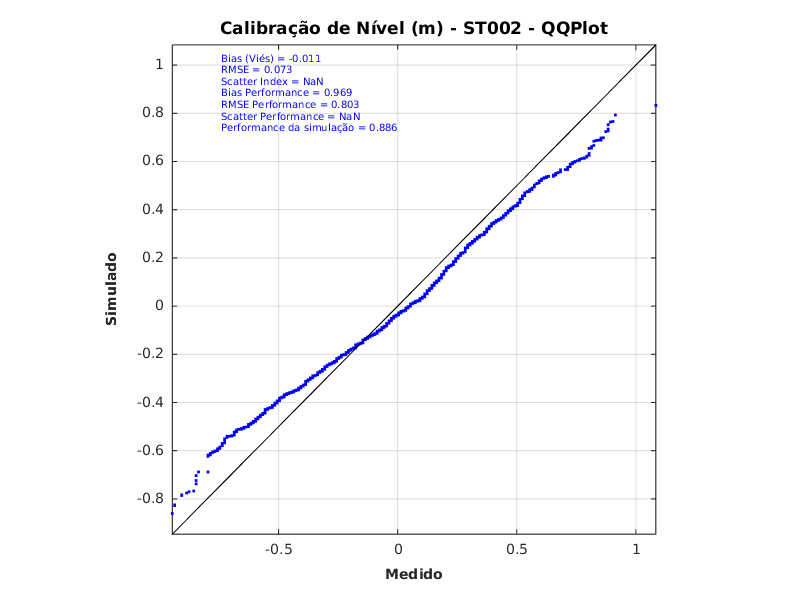 Calibração de Nível (m) - ST002 - QQPlot
Bias (Viés) = -0.011
RMSE = 0.073
Scatter Index = NaN
Bias Performance = 0.969
RMSE Performance = 0.803
Scatter Performance = NaN
Performance da simulação = 0.886
1
0.8
0.6
0.4
0.2
0
-0.2
-0.4
-0.6
-0.8
Simulado
-0.5
0
0.5
1
Medido